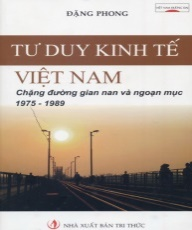 ĐẶNG PHONG
TƯ DUY KINH TẾ
VIỆT NAM
Chặng đường gian nan và ngoạn mục
1975 - 1989
NHÀ XUẤT BẢN TRI THỨC